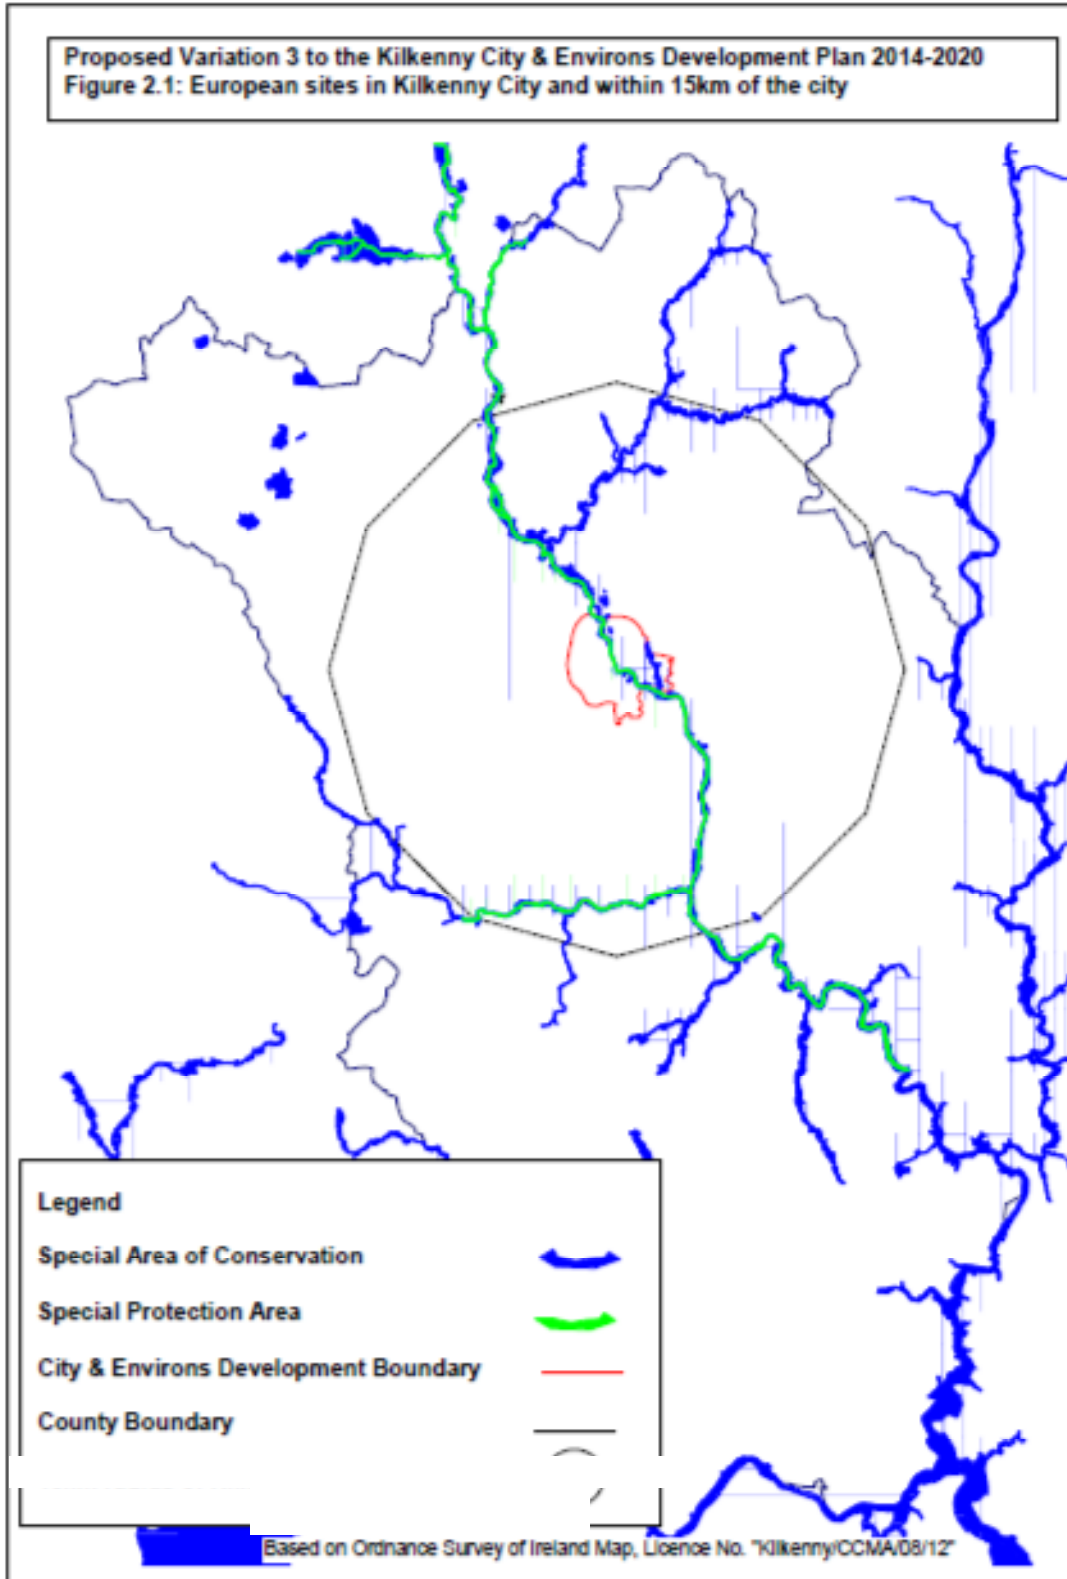 Proposed Variation 3 to the Kilkenny City & Environs Development Plan 2014-2020
Figure 2.1: European sites in Kilkenny City and within 15km of the city
Legend
Special Area of Conservation
Special Protection Area
City & Environs Development Boundary
County Boundary
Based on Ordnance Survey of Ireland Map, Licence No. "Kilkenny/CCMA/08/12"